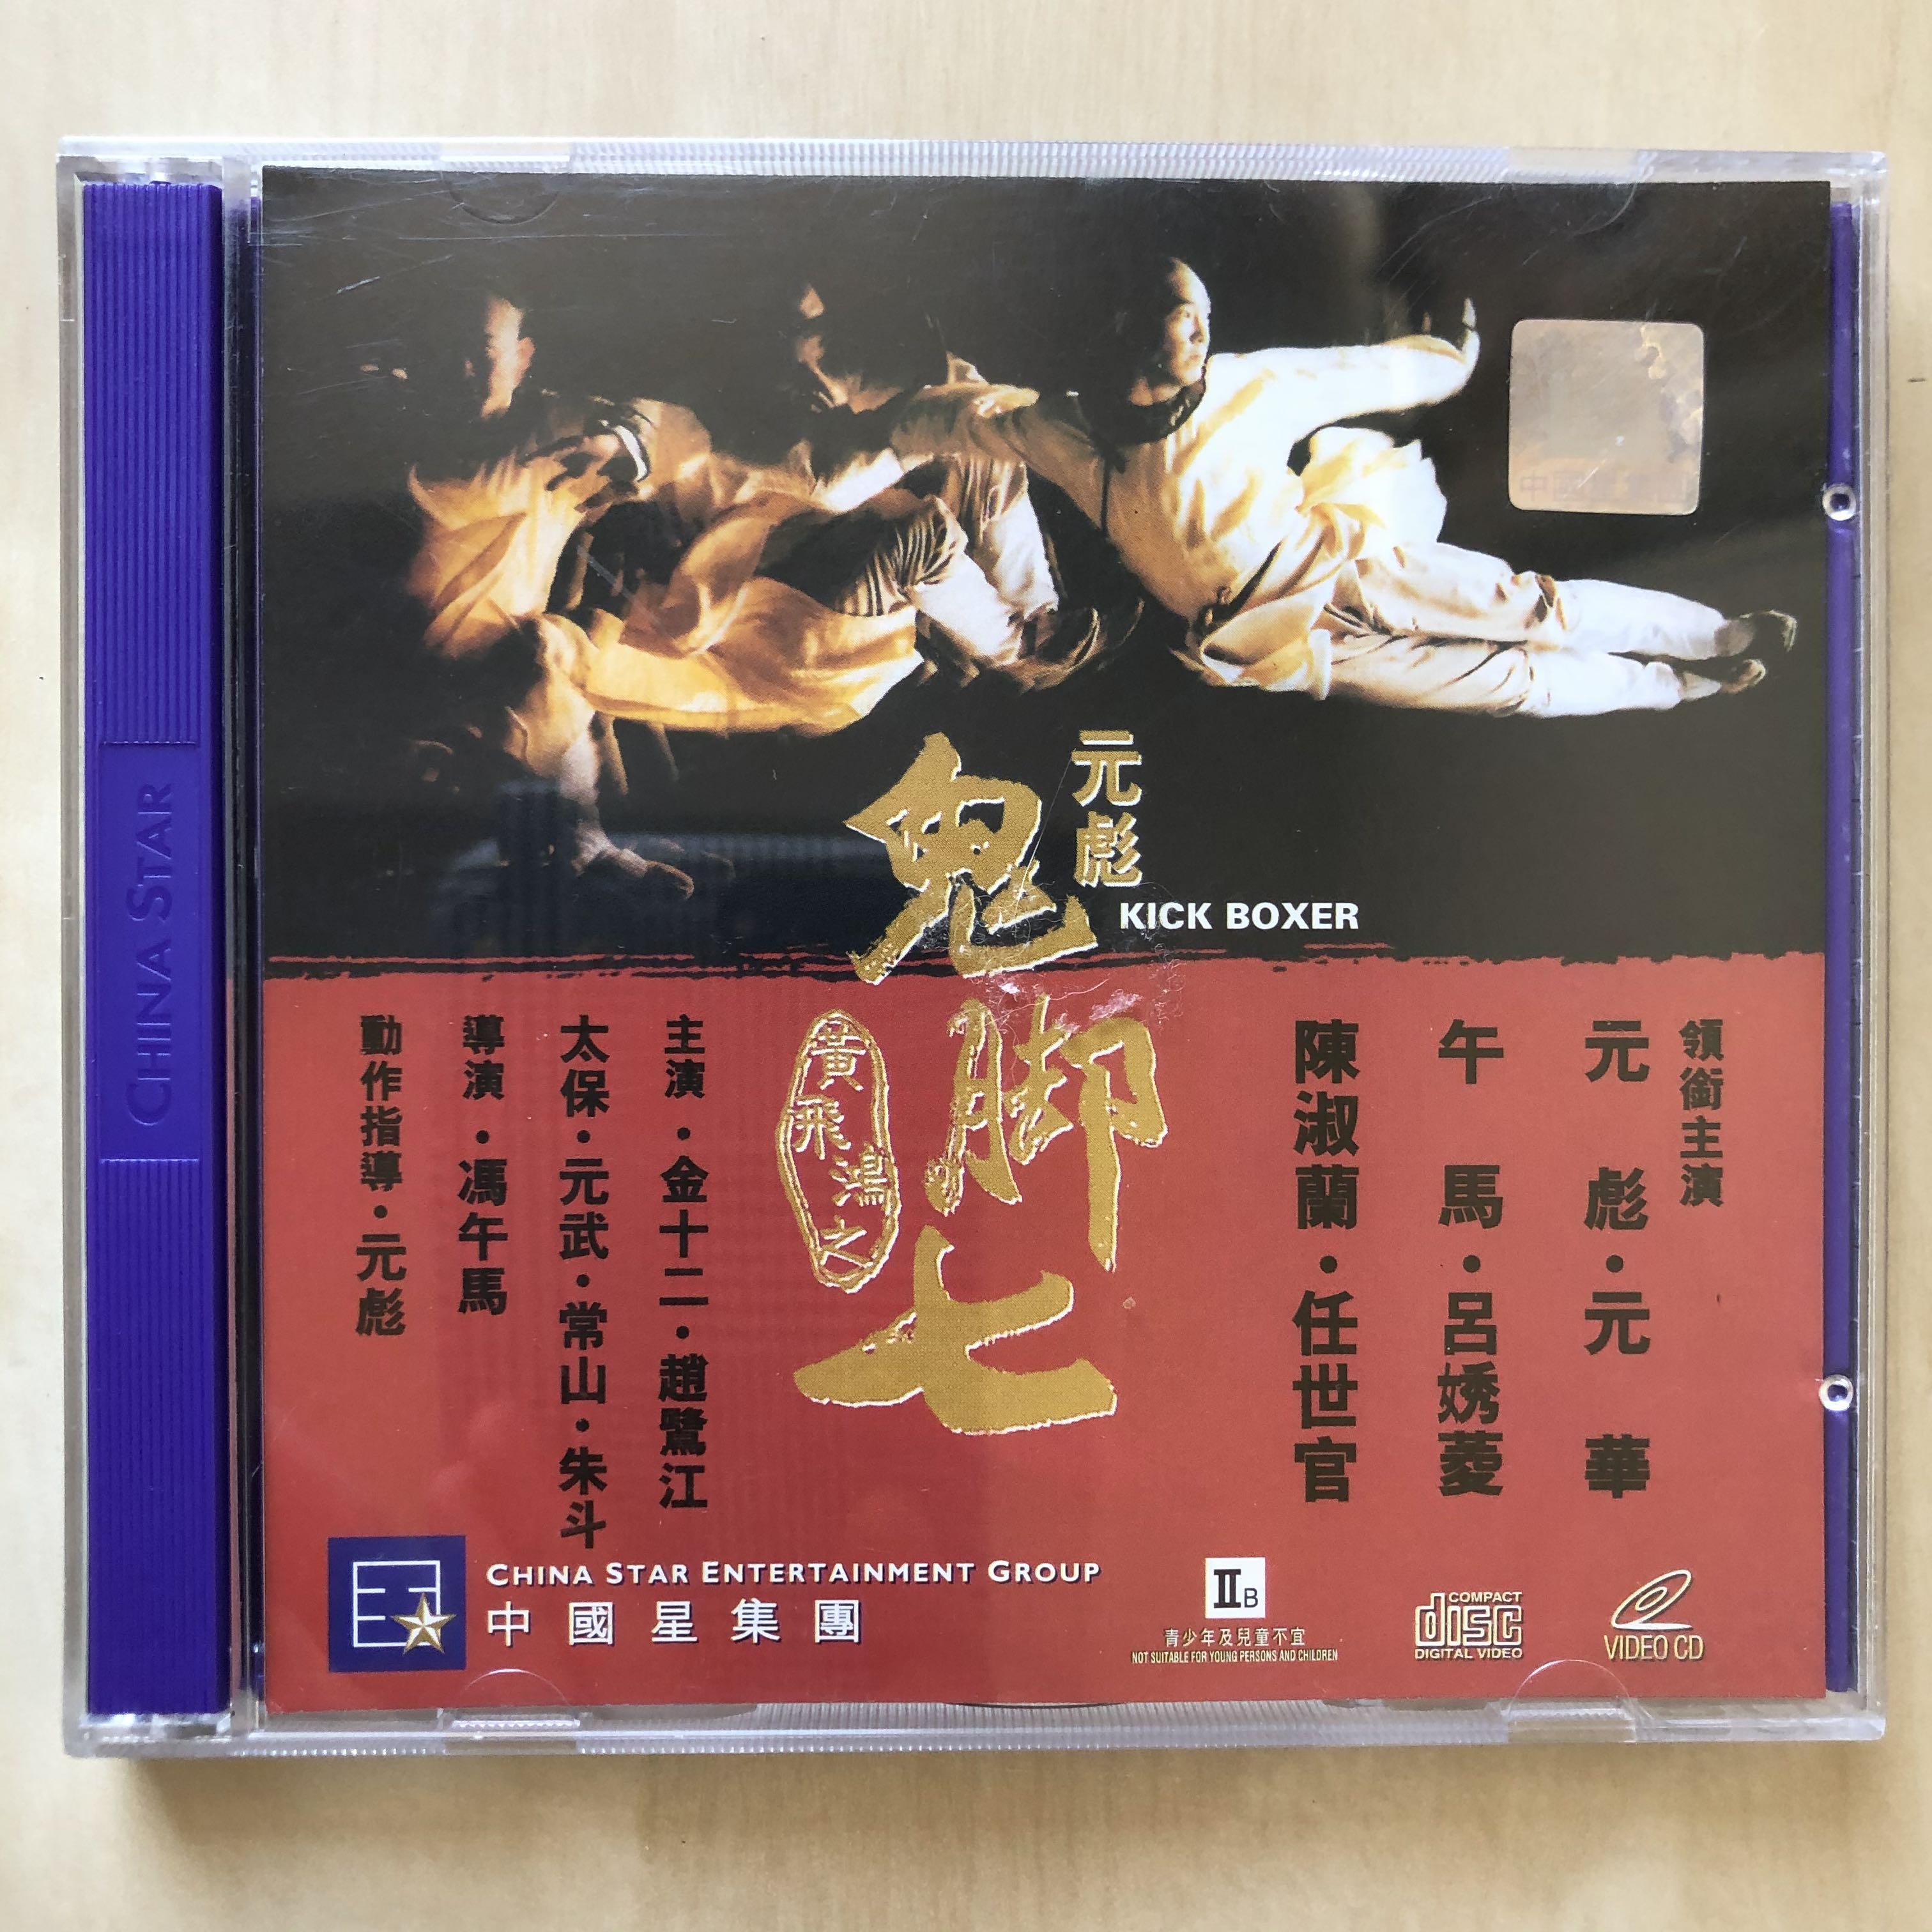 CHINA STAR
元彪
鬼脚七
KICK BOXER
黃飛鴻之
領銜主演
元彪・元華
午馬・呂媭菱
陳淑蘭・任世官
主演・金十二・趙鷺江
太保・元武・常山・朱斗
導演・馮午馬
動作指導・元彪
CHINA STAR ENTERTAINMENT GROUP
中國星集團
IIB
青少年及兒童不宜
NOT SUITABLE FOR YOUNG PERSONS AND CHILDREN
COMPACT
disc
DIGITAL VIDEO
VIDEO CD